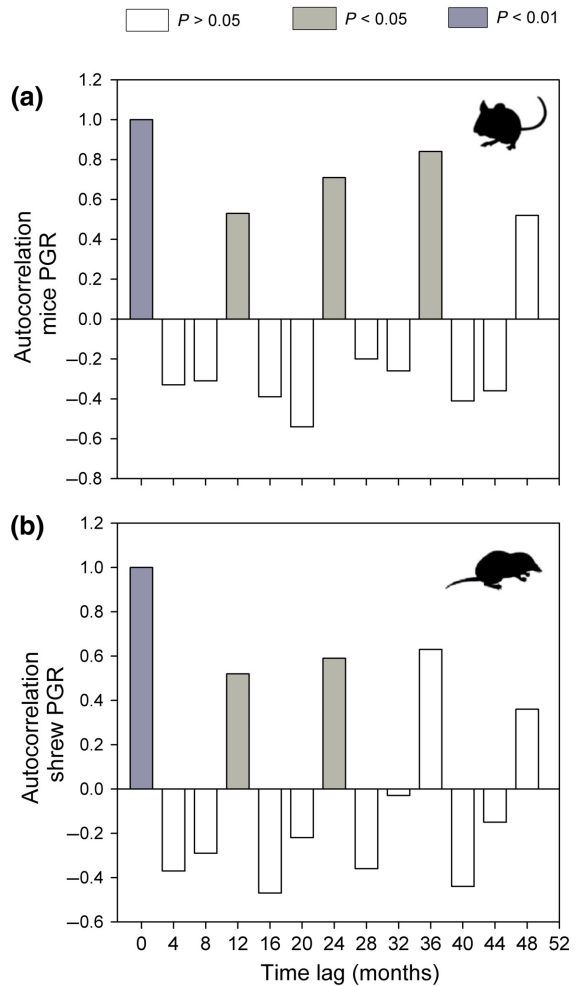 P > 0.05 P < 0.05 P < 0.01
(a)
1.2
1.0
0.8
0.6
0.4
0.2
0.0
–0.2
–0.4
–0.6
–0.8
Autocorrelation
mice PGR
(b)
1.2
1.0
0.8
0.6
0.4
0.2
0.0
–0.2
–0.4
–0.6
Autocorrelation
shrew PGR
0 4 8 12 16 20 24 28 32 36 40 44 48 52
Time lag (months)